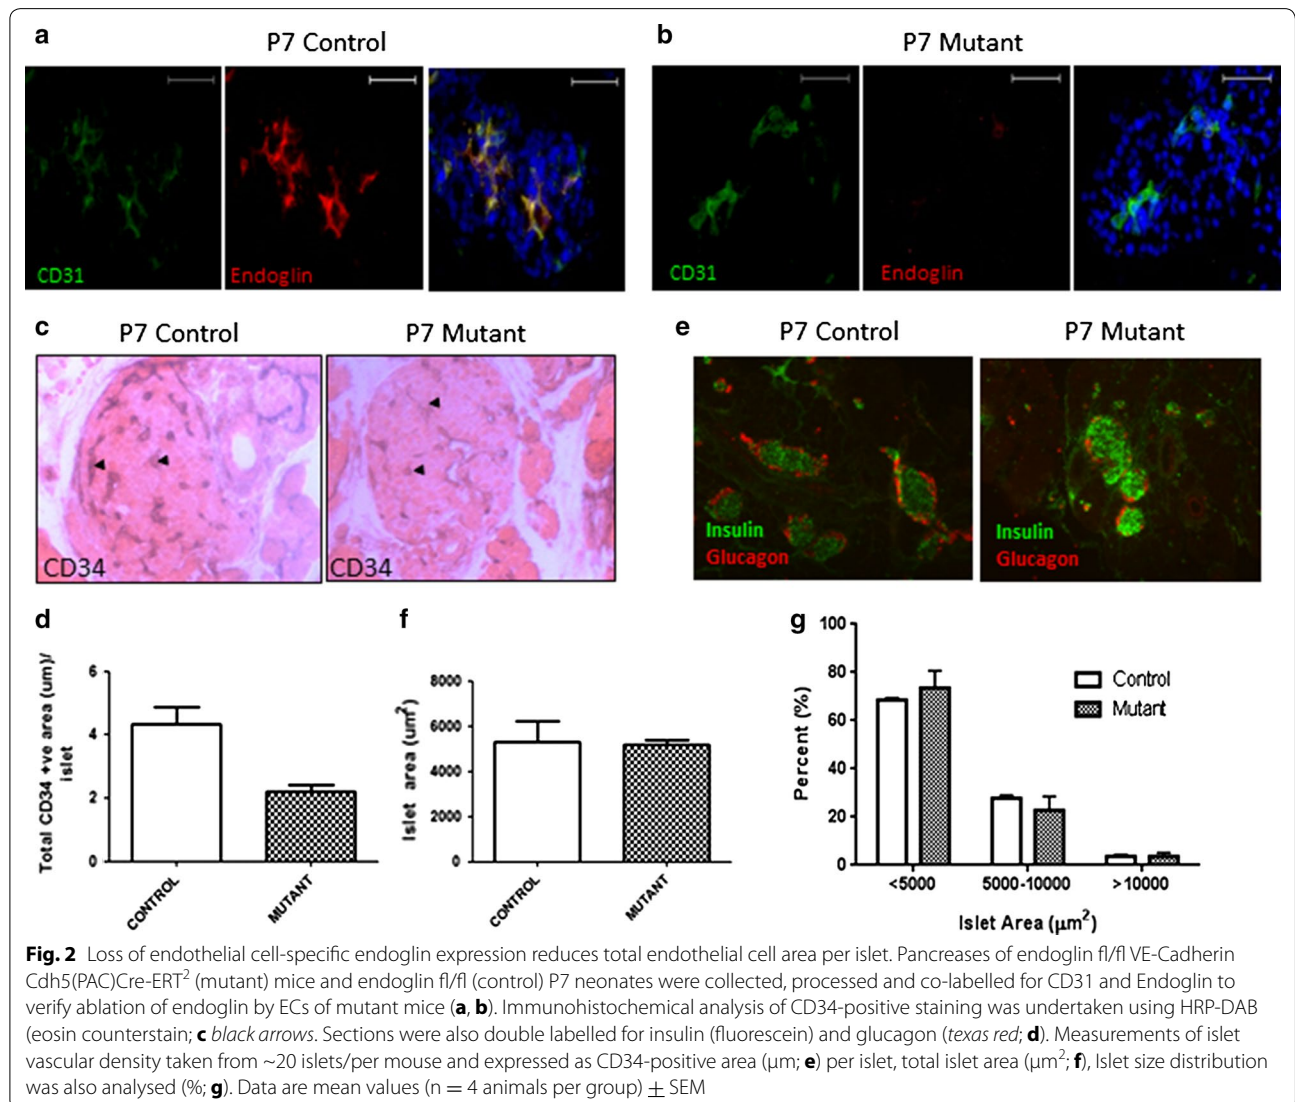 a
P7 Control
CD31
Endoglin
b
P7 Mutant
CD31
Endoglin
c
P7 Control
P7 Mutant
CD34
CD34
e
P7 Control
P7 Mutant
Insulin
Glucagon
Insulin
Glucagon
d
Total CD34 +ve area (um)/
islet
6
4
2
0
CONTROL
MUTANT
f
Islet area (um²)
8000
6000
4000
2000
0
CONTROL
MUTANT
g
Percent (%)
100
80
60
40
20
0
Control
Mutant
<5000
5000-10000
>10000
Islet Area (μm²)
Fig. 2 Loss of endothelial cell-specific endoglin expression reduces total endothelial cell area per islet. Pancreases of endoglin fl/fl VE-Cadherin
Cdh5(PAC)Cre-ERT² (mutant) mice and endoglin fl/fl (control) P7 neonates were collected, processed and co-labelled for CD31 and Endoglin to
verify ablation of endoglin by ECs of mutant mice (a, b). Immunohistochemical analysis of CD34-positive staining was undertaken using HRP-DAB
(eosin counterstain; c black arrows. Sections were also double labelled for insulin (fluorescein) and glucagon (texas red; d). Measurements of islet
vascular density taken from ~20 islets/per mouse and expressed as CD34-positive area (μm; e) per islet, total islet area (μm²; f), Islet size distribution
was also analysed (%; g). Data are mean values (n = 4 animals per group) ± SEM